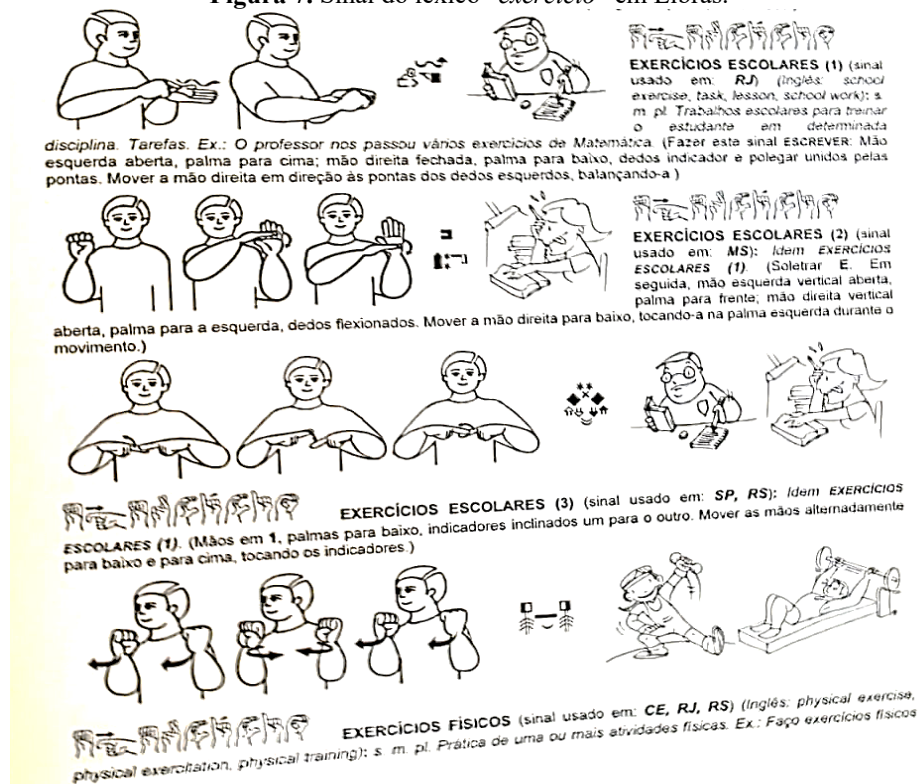 Figura 7. Sinal do léxico "exercício" em Libras.
EXERCÍCIOS ESCOLARES (1) (sinal
usado em: RJ) (Inglês: school
exercise, task, lesson, school work); s.
m. pl. Trabalhos escolares para treinar
o estudante em determinada
disciplina. Tarefas. Ex.: O professor nos passou vários exercícios de Matemática. (Fazer este sinal ESCREVER: Mão
esquerda aberta, palma para cima; mão direita fechada, palma para baixo, dedos indicador e polegar unidos pelas
pontas. Mover a mão direita em direção às pontas dos dedos esquerdos, balançando-a.)
EXERCÍCIOS ESCOLARES (2) (sinal
usado em: MS): Idem EXERCÍCIOS
ESCOLARES (1). (Soletrar E. Em
seguida, mão esquerda vertical aberta,
palma para frente; mão direita vertical
aberta, palma para a esquerda, dedos flexionados. Mover a mão direita para baixo, tocando-a na palma esquerda durante o
movimento.)
EXERCÍCIOS ESCOLARES (3) (sinal usado em: SP, RS): Idem EXERCÍCIOS
ESCOLARES (1). (Mãos em 1, palmas para baixo, indicadores inclinados um para o outro. Mover as mãos alternadamente
para baixo e para cima, tocando os indicadores.)
EXERCÍCIOS FÍSICOS (sinal usado em: CE, RJ, RS) (Inglês: physical exercise,
physical exercitation, physical training); s. m. pl. Prática de uma ou mais atividades físicas. Ex.: Faço exercícios físicos